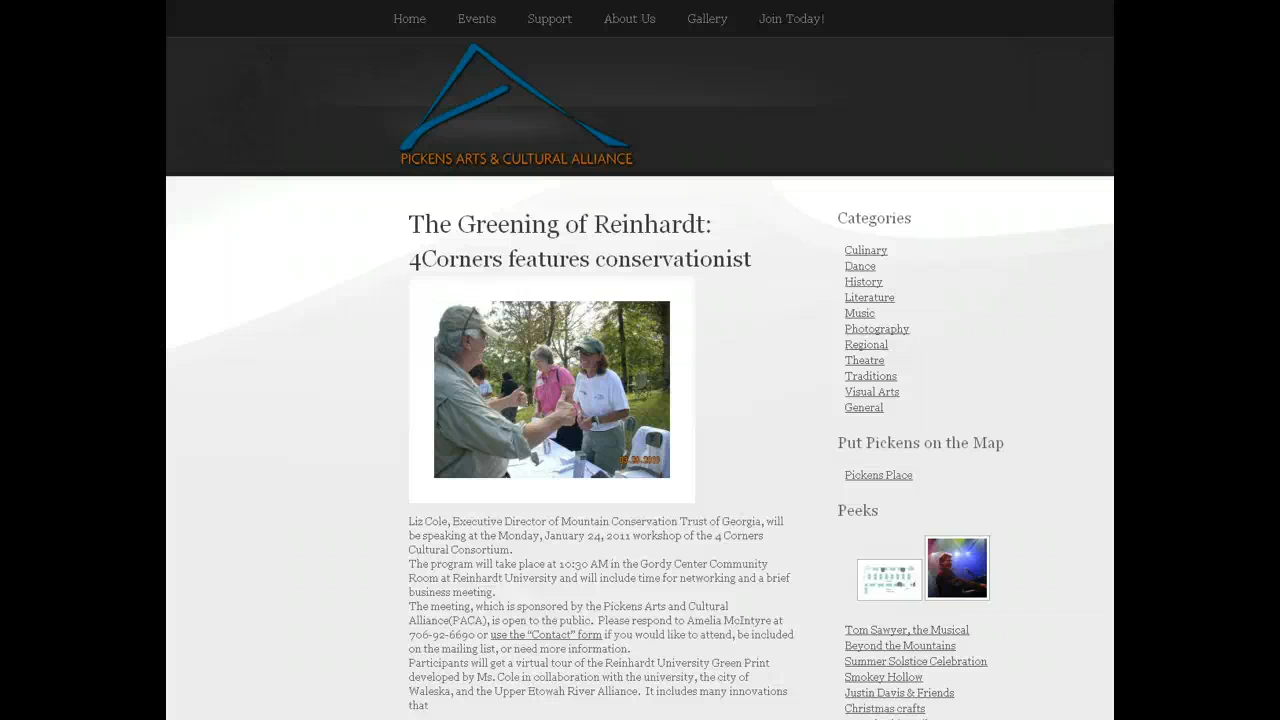 Home Events Support About Us Gallery Join Today!
PICKENS ARTS & CULTURAL ALLIANCE
The Greening of Reinhardt:
4Corners features conservationist
Liz Cole, Executive Director of Mountain Conservation Trust of Georgia, will
be speaking at the Monday, January 24, 2011 workshop of the 4 Corners
Cultural Consortium.
The program will take place at 10:30 AM in the Gordy Center Community
Room at Reinhardt University and will include time for networking and a brief
business meeting.
The meeting, which is sponsored by the Pickens Arts and Cultural
Alliance(PACA), is open to the public.  Please respond to Amelia McIntyre at
706-92-6690 or use the “Contact” form if you would like to attend, be included
on the mailing list, or need more information.
Participants will get a virtual tour of the Reinhardt University Green Print
developed by Ms. Cole in collaboration with the university, the city of
Waleska, and the Upper Etowah River Alliance.  It includes many innovations
that
Categories
Culinary
Dance
History
Literature
Music
Photography
Regional
Theatre
Traditions
Visual Arts
General
Put Pickens on the Map
Pickens Place
Peeks
Tom Sawyer, the Musical
Beyond the Mountains
Summer Solstice Celebration
Smokey Hollow
Justin Davis & Friends
Christmas crafts